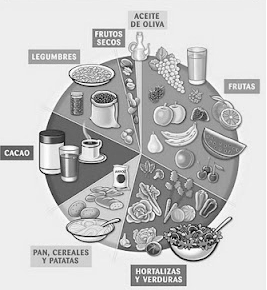 ACEITE
DE OLIVA
FRUTOS
SECOS
LEGUMBRES
FRUTAS
CACAO
PAN, CEREALES
Y PATATAS
HORTALIZAS
Y VERDURAS